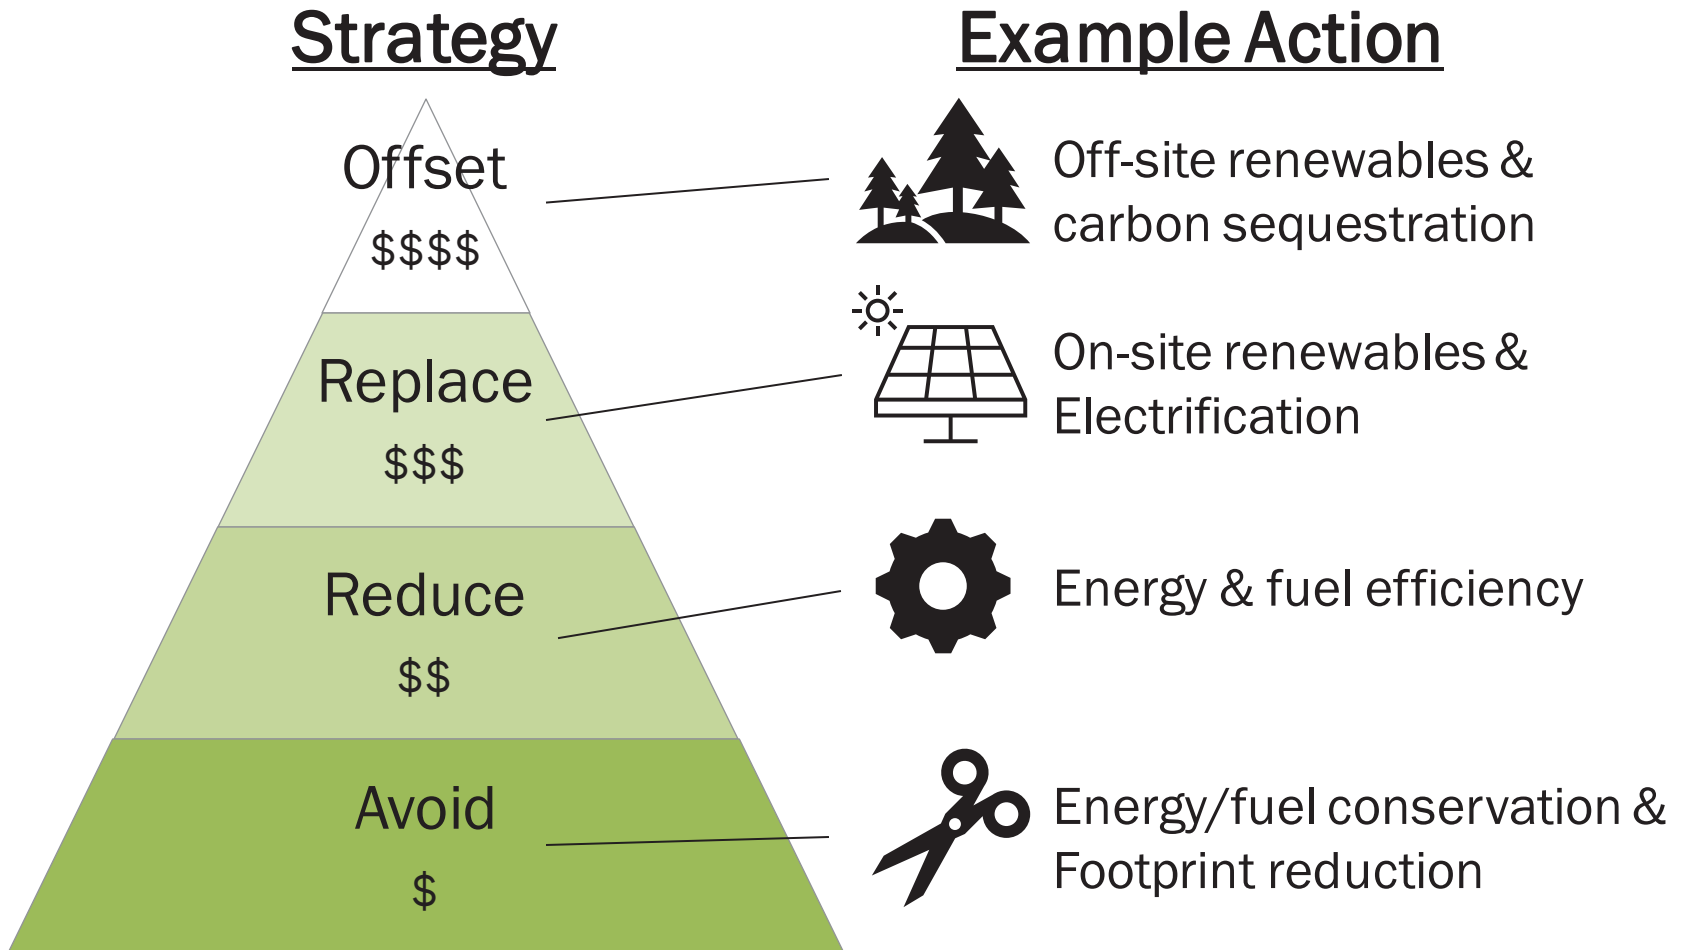 Strategy
Example Action
Offset
$$$$
Off-site renewables &
carbon sequestration
Replace
$$$
On-site renewables &
Electrification
Reduce
$$
Energy & fuel efficiency
Avoid
$
Energy/fuel conservation &
Footprint reduction